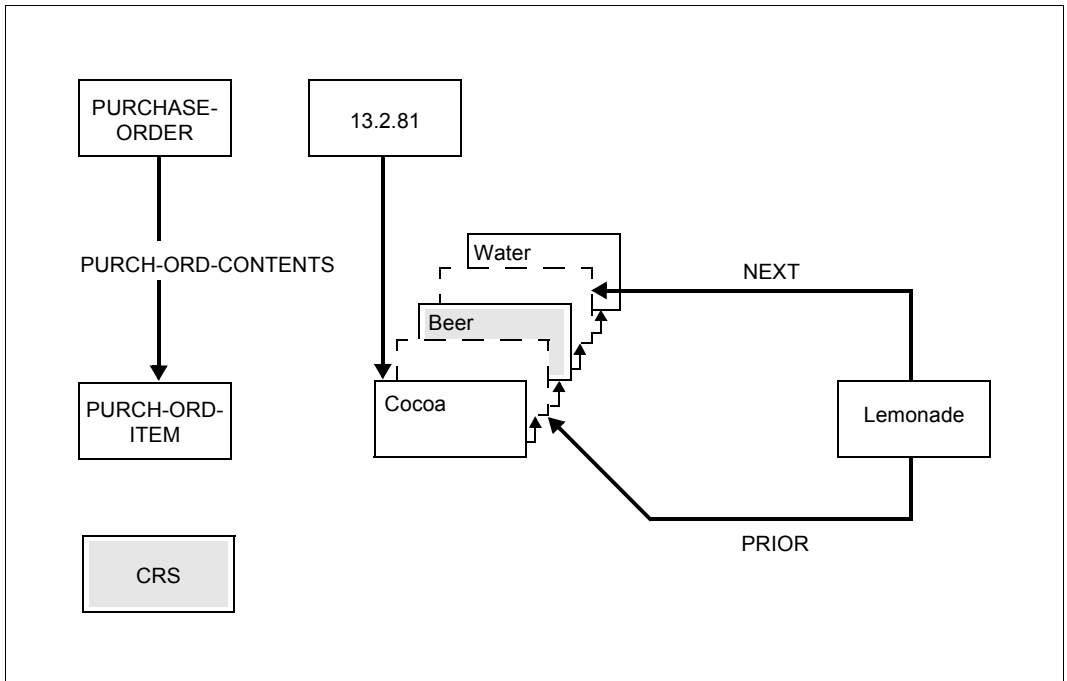 PURCHASE-
ORDER
13.2.81
PURCH-ORD-CONTENTS
Water
NEXT
Beer
Cocoa
PURCH-ORD-
ITEM
Lemonade
PRIOR
CRS